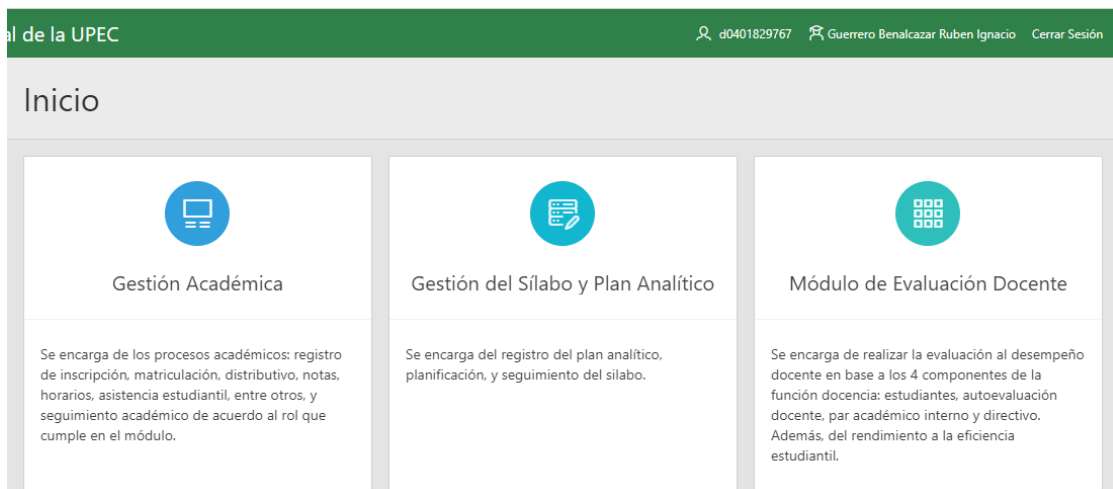 al de la UPEC
d0401829767 Guerrero Benalcazar Ruben Ignacio Cerrar Sesión
Inicio
Gestión Académica
Se encarga de los procesos académicos: registro
de inscripción, matriculación, distributivo, notas,
horarios, asistencia estudiantil, entre otros, y
seguimiento académico de acuerdo al rol que
cumple en el módulo.
Gestión del Sílabo y Plan Analítico
Se encarga del registro del plan analítico,
planificación, y seguimiento del silabo.
Módulo de Evaluación Docente
Se encarga de realizar la evaluación al desempeño
docente en base a los 4 componentes de la
función docencia: estudiantes, autoevaluación
docente, par académico interno y directivo.
Además, del rendimiento a la eficiencia
estudiantil.